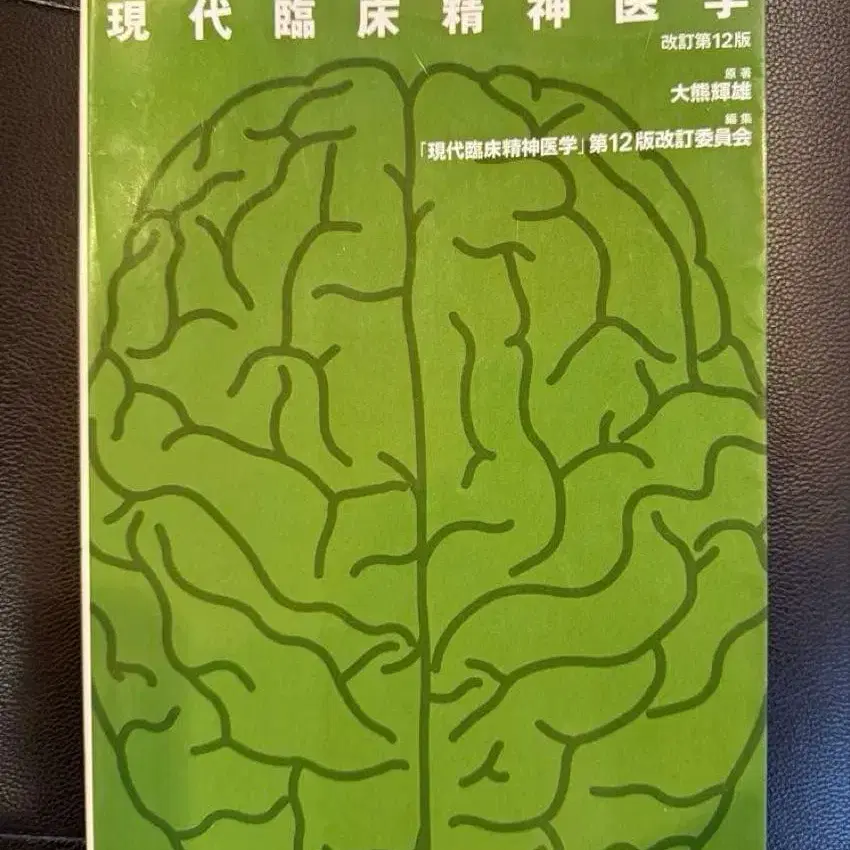 現代臨床精神医学
改訂第12版
原著
大熊輝雄
編集
「現代臨床精神医学」第12版改訂委員会